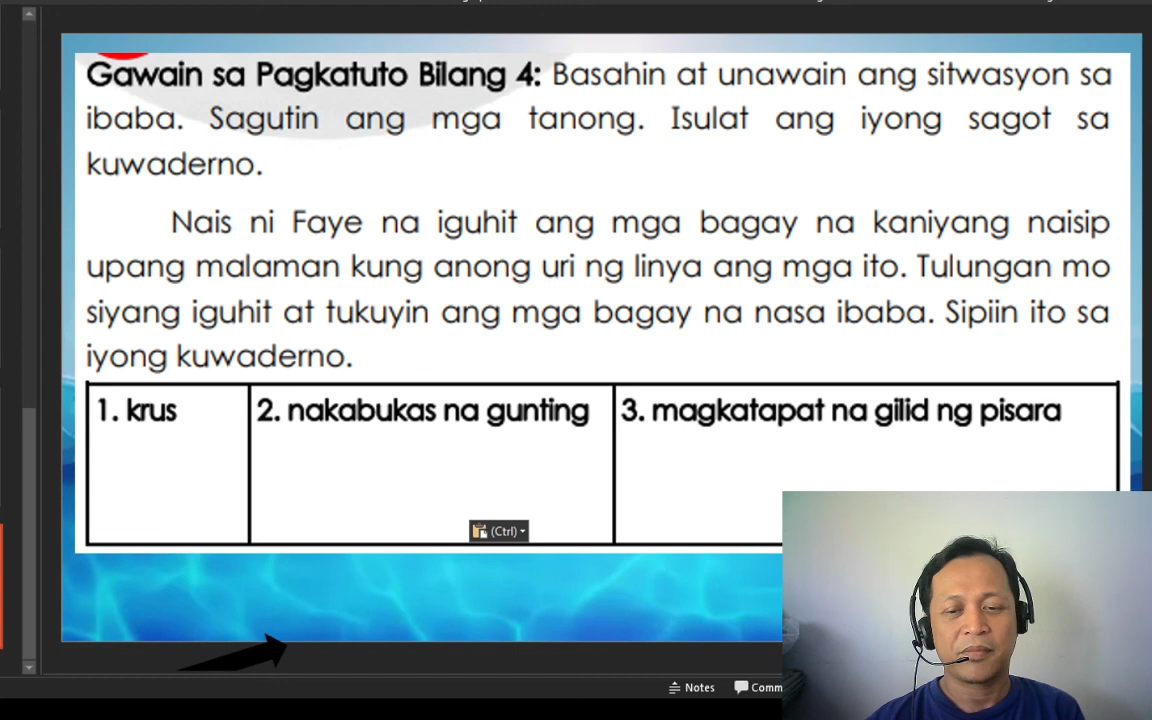 Gawain sa Pagkatuto Bilang 4: Basahin at unawain ang sitwasyon sa
ibaba. Sagutin ang mga tanong. Isulat ang iyong sagot sa
kuwaderno.
Nais ni Faye na iguhit ang mga bagay na kaniyang naisip
upang malaman kung anong uri ng linya ang mga ito. Tulungan mo
siyang iguhit at tukuyin ang mga bagay na nasa ibaba. Sipiin ito sa
iyong kuwaderno.
1. krus
2. nakabukas na gunting
3. magkatapat na gilid ng pisara
(Ctrl)
Notes
Comm